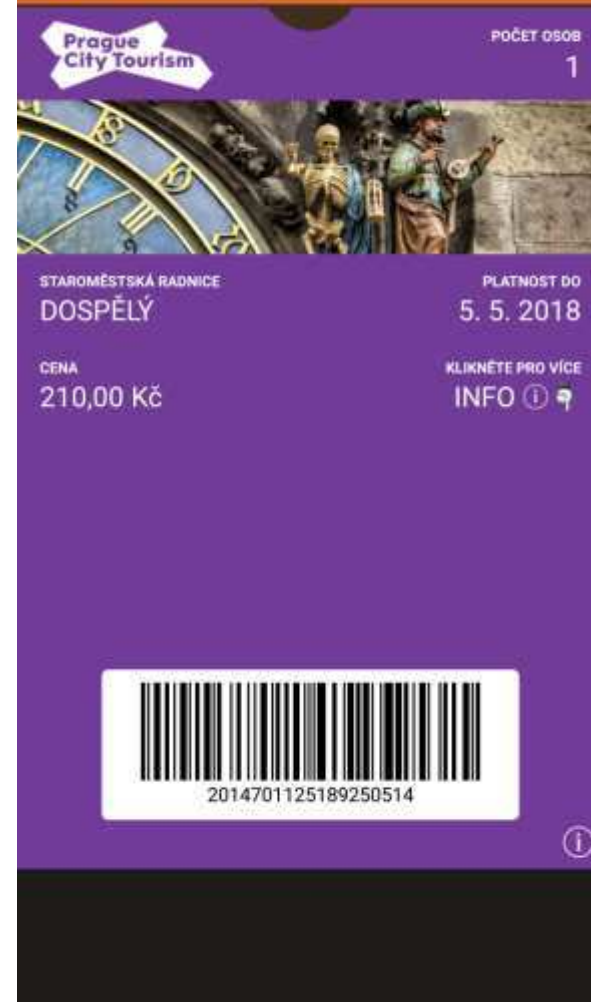 Prague
City Tourism
POČET OSOB
1
STAROMĚSTSKÁ RADNICE
DOSPĚLÝ
PLATNOST DO
5. 5. 2018
CENA
210,00 Kč
KLIKNĚTE PRO VÍCE
INFO
2014701125189250514